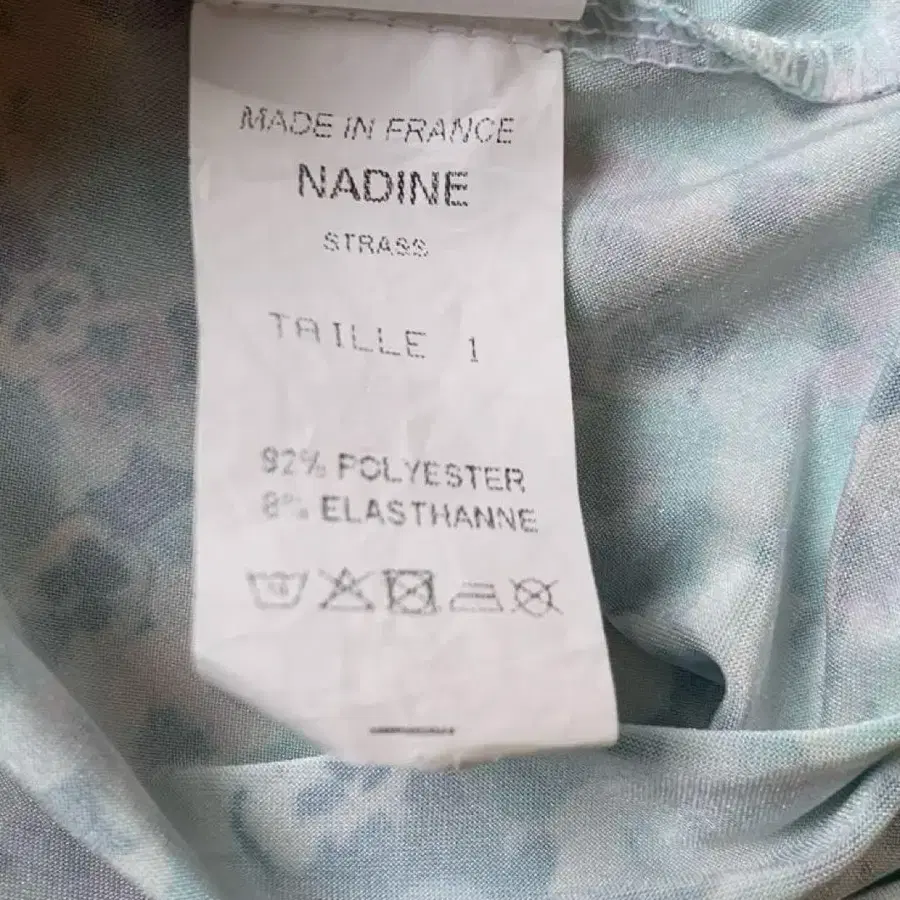 MADE IN FRANCE
NADINE
STRASS
TAILLE 1
92% POLYESTER
8% ELASTHANNE